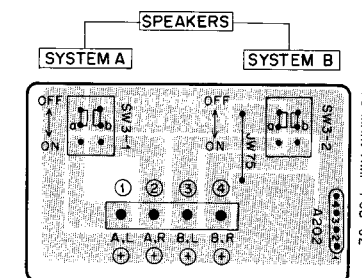 SPEAKERS
SYSTEM A
SYSTEM B
OFF
ON
a b
SW3-1
OFF
ON
a b
SW3-2
JW75
① ② ③ ④
A.L A.R B.L B.R
+ + + +
A202